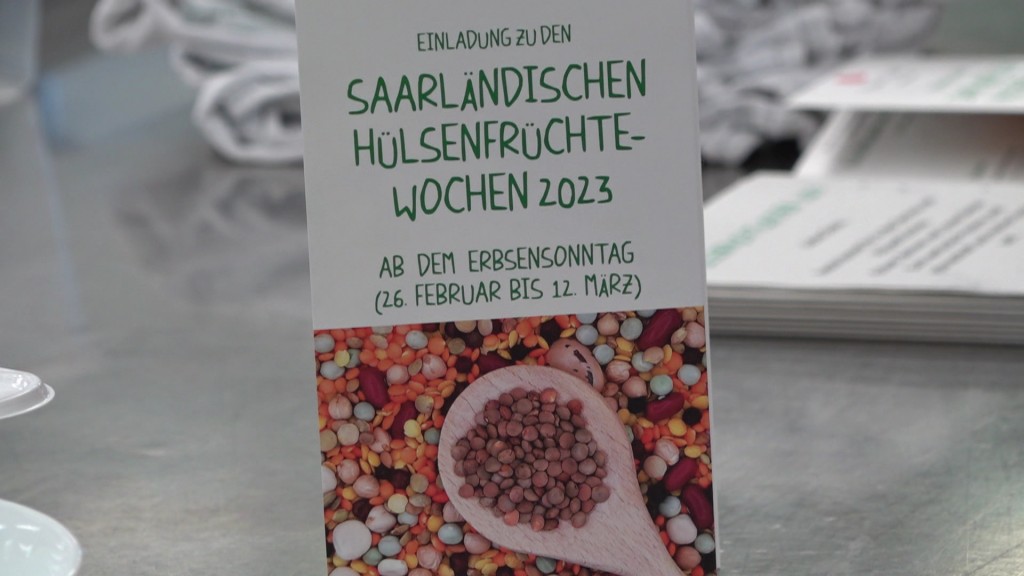 EINLADUNG ZU DEN
SAARLÄNDISCHEN
HÜLSENFRÜCHTE-
WOCHEN 2023
AB DEM ERBSENSONNTAG
(26. FEBRUAR BIS 12. MÄRZ)